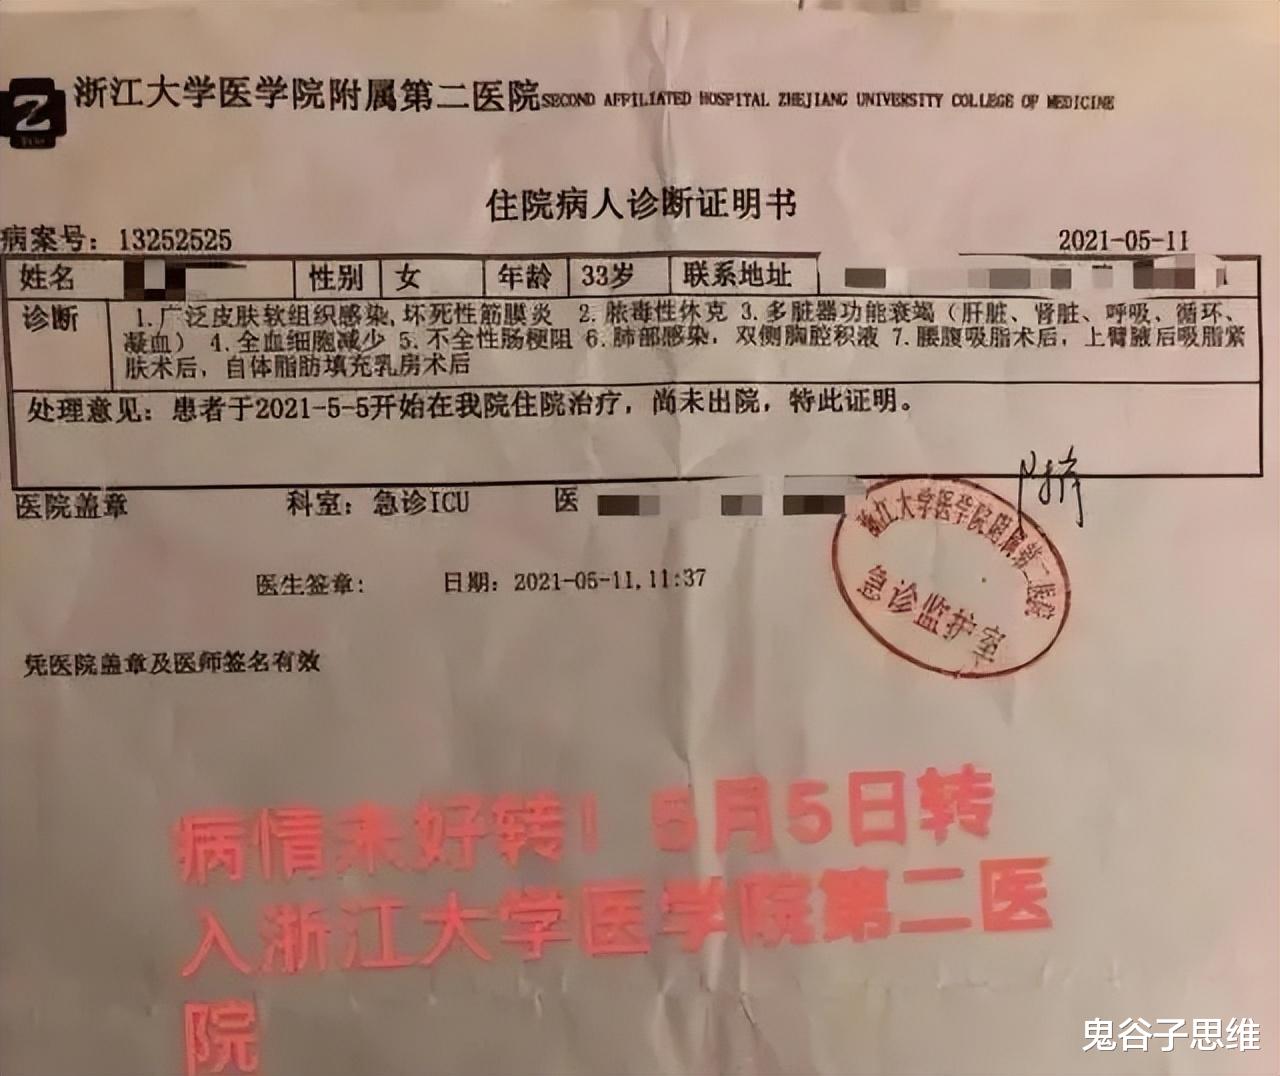 浙江大学医学院附属第二医院SECOND AFFILIATED HOSPITAL ZHEJIANG UNIVERSITY COLLEGE OF MEDICINE
住院病人诊断证明书
病案号：13252525 2021-05-11
姓名 性别 女 年龄 33岁 联系地址
诊断 1.广泛皮肤软组织感染,坏死性筋膜炎 2.脓毒性休克 3.多脏器功能衰竭（肝脏、肾脏、呼吸、循环、
凝血）4.全血细胞减少 5.不全性肠梗阻 6.肺部感染，双侧胸腔积液 7.腰腹吸脂术后，上臂腋后吸脂紧
肤术后，自体脂肪填充乳房术后
处理意见：患者于2021-5-5开始在我院住院治疗，尚未出院，特此证明。
医院盖章 科室：急诊ICU 医
浙江大学医学院附属第二医院
急诊监护室
医生签章: 日期：2021-05-11,11:37
凭医院盖章及医师签名有效
病情未好转！5月5日转
入浙江大学医学院第二医
院
鬼谷子思维